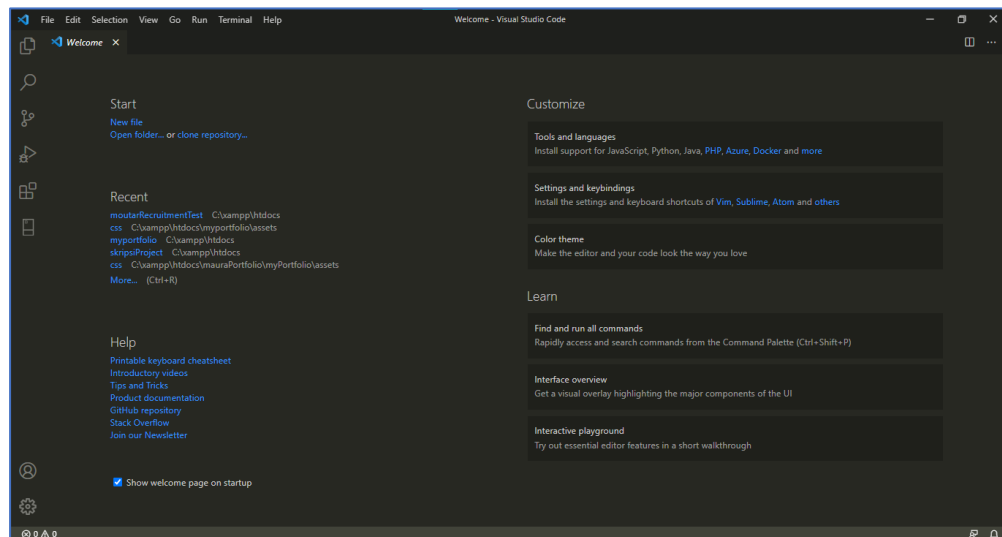 File Edit Selection View Go Run Terminal Help
Welcome - Visual Studio Code
Welcome
Start
New file
Open folder... or clone repository...
Recent
moutarRecruitmentTest C:\xampp\htdocs
css C:\xampp\htdocs\myportfolio\assets
myportfolio C:\xampp\htdocs
skripsiProject C:\xampp\htdocs
css C:\xampp\htdocs\mauraPortfolio\myPortfolio\assets
More... (Ctrl+R)
Help
Printable keyboard cheatsheet
Introductory videos
Tips and Tricks
Product documentation
GitHub repository
Stack Overflow
Join our Newsletter
Show welcome page on startup
Customize
Tools and languages
Install support for JavaScript, Python, Java, PHP, Azure, Docker and more
Settings and keybindings
Install the settings and keyboard shortcuts of Vim, Sublime, Atom and others
Color theme
Make the editor and your code look the way you love
Learn
Find and run all commands
Rapidly access and search commands from the Command Palette (Ctrl+Shift+P)
Interface overview
Get a visual overlay highlighting the major components of the UI
Interactive playground
Try out essential editor features in a short walkthrough
0 0